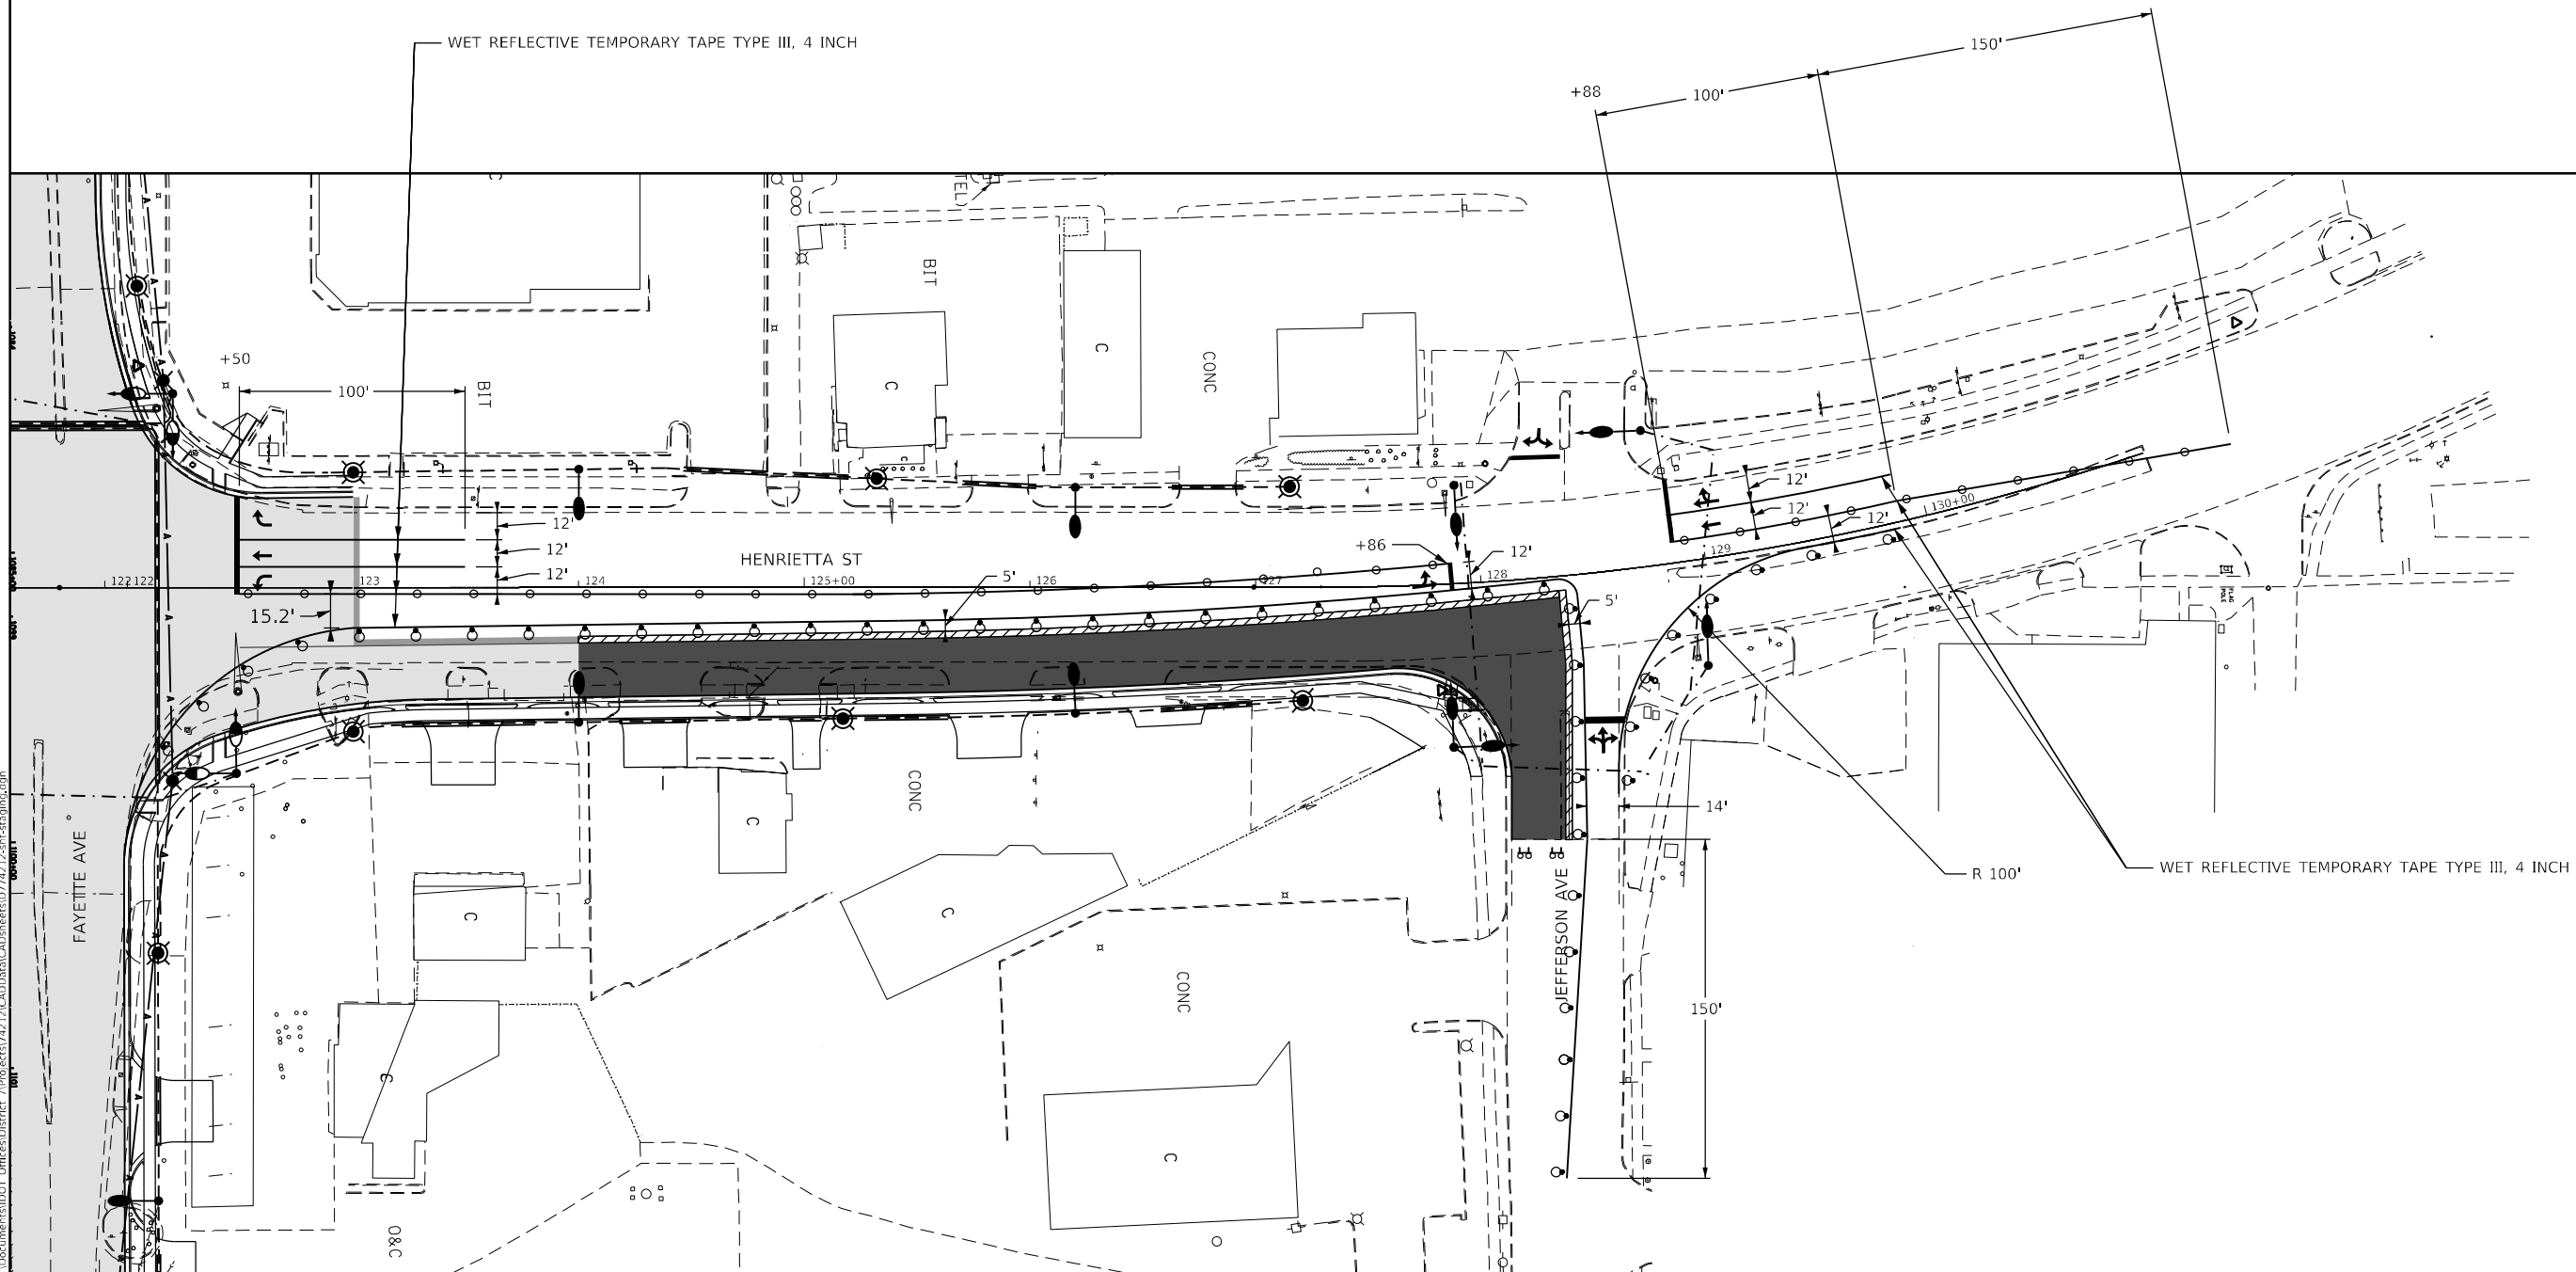 WET REFLECTIVE TEMPORARY TAPE TYPE III, 4 INCH
150'
100'
+88
TEL
BIT
C
C
C
CONC
+50
100'
BIT
12'
12'
12'
12'
12'
12'
HENRIETTA ST
+86
12'
130+00
129
122
122
123
124
125+00
126
127
128
5'
5'
15.2'
FLAG POLE
14'
CONC
C
FAYETTE AVE
WET REFLECTIVE TEMPORARY TAPE TYPE III, 4 INCH
R 100'
JEFFERSON AVE
C
C
CONC
150'
C
C
O&C
A
A
A
A
A
A
A
A
A